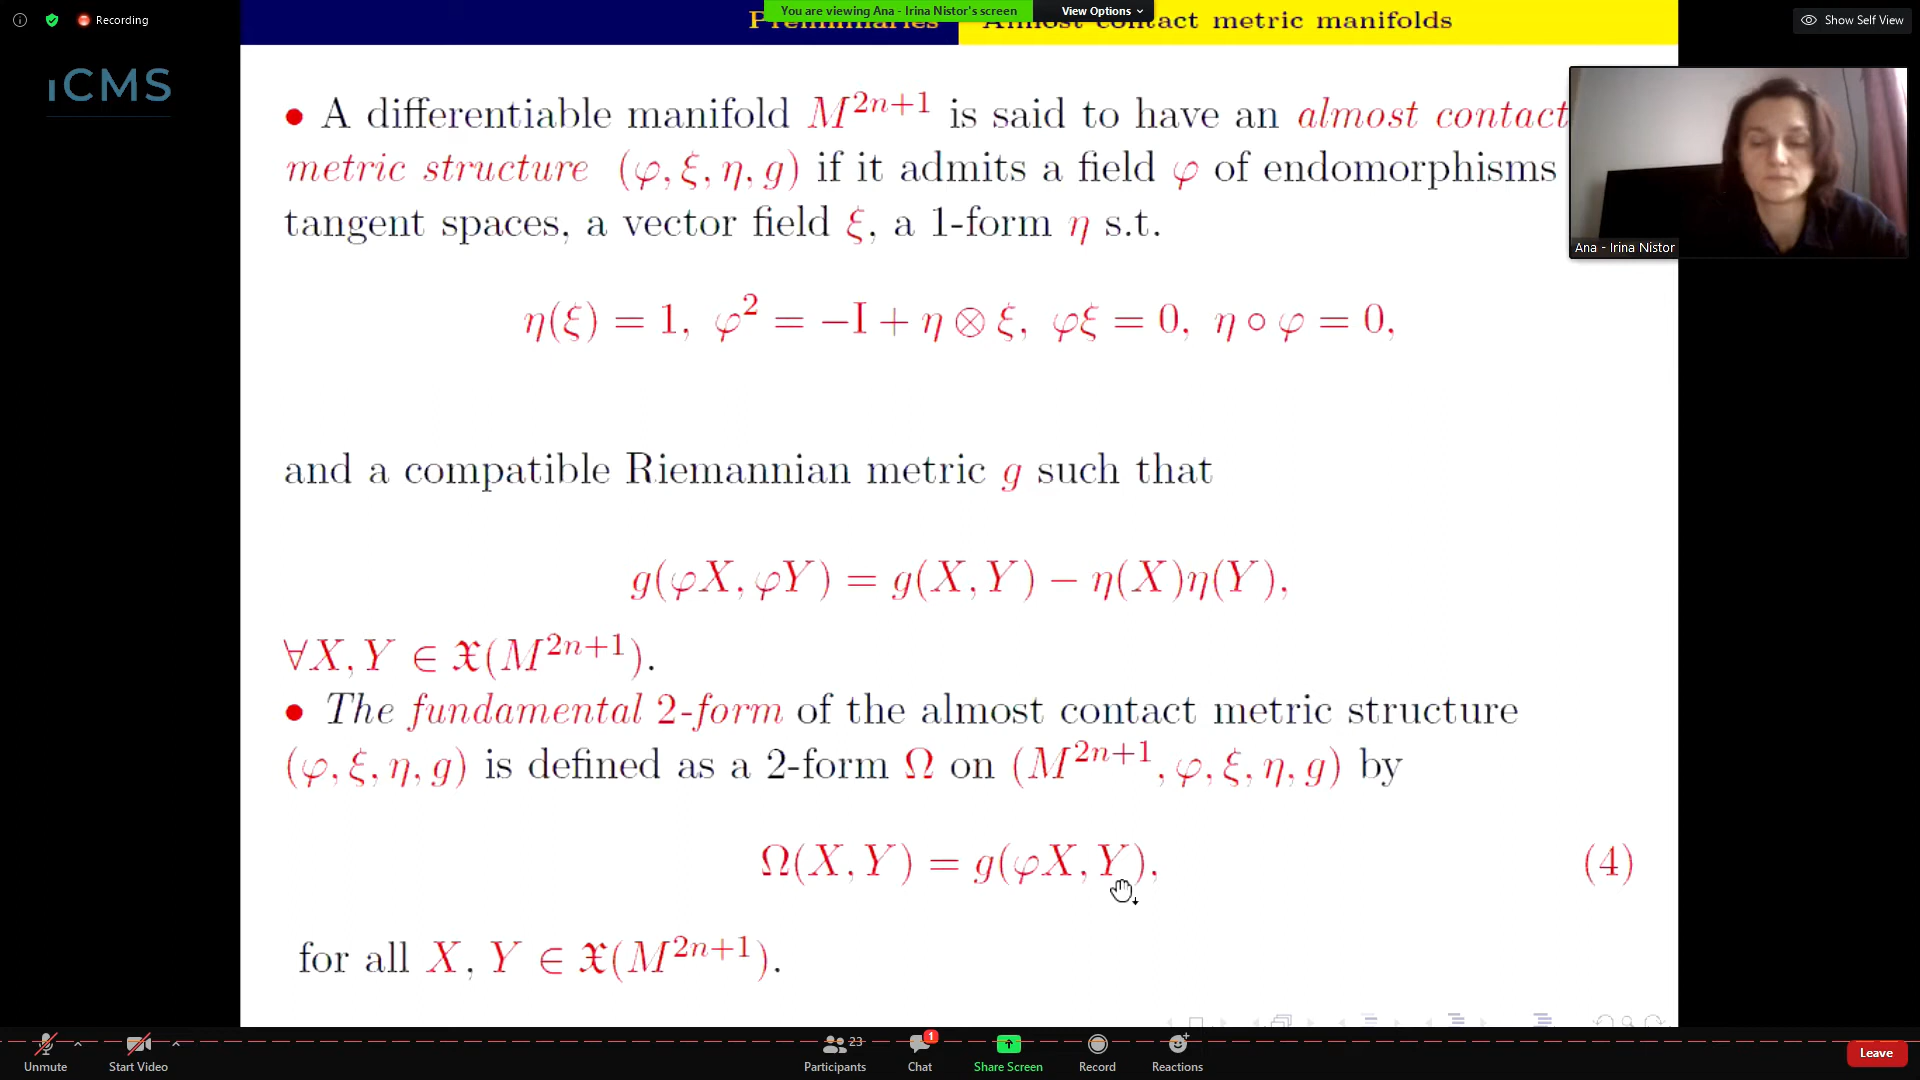 Recording
You are viewing Ana - Irina Nistor's screen
View Options
Show Self View
Preliminaries
Almost contact metric manifolds
iCMS
• A differentiable manifold M^{2n+1} is said to have an almost contact
metric structure (φ, ξ, η, g) if it admits a field φ of endomorphisms
tangent spaces, a vector field ξ, a 1-form η s.t.
η(ξ) = 1, φ² = −I + η ⊗ ξ, φξ = 0, η ∘ φ = 0,
and a compatible Riemannian metric g such that
g(φX, φY) = g(X, Y) − η(X)η(Y),
∀X, Y ∈ 𝔛(M^{2n+1}).
• The fundamental 2-form of the almost contact metric structure
(φ, ξ, η, g) is defined as a 2-form Ω on (M^{2n+1}, φ, ξ, η, g) by
Ω(X, Y) = g(φX, Y), (4)
for all X, Y ∈ 𝔛(M^{2n+1}).
Ana - Irina Nistor
Unmute
Start Video
23
Participants
1
Chat
Share Screen
Record
Reactions
Leave